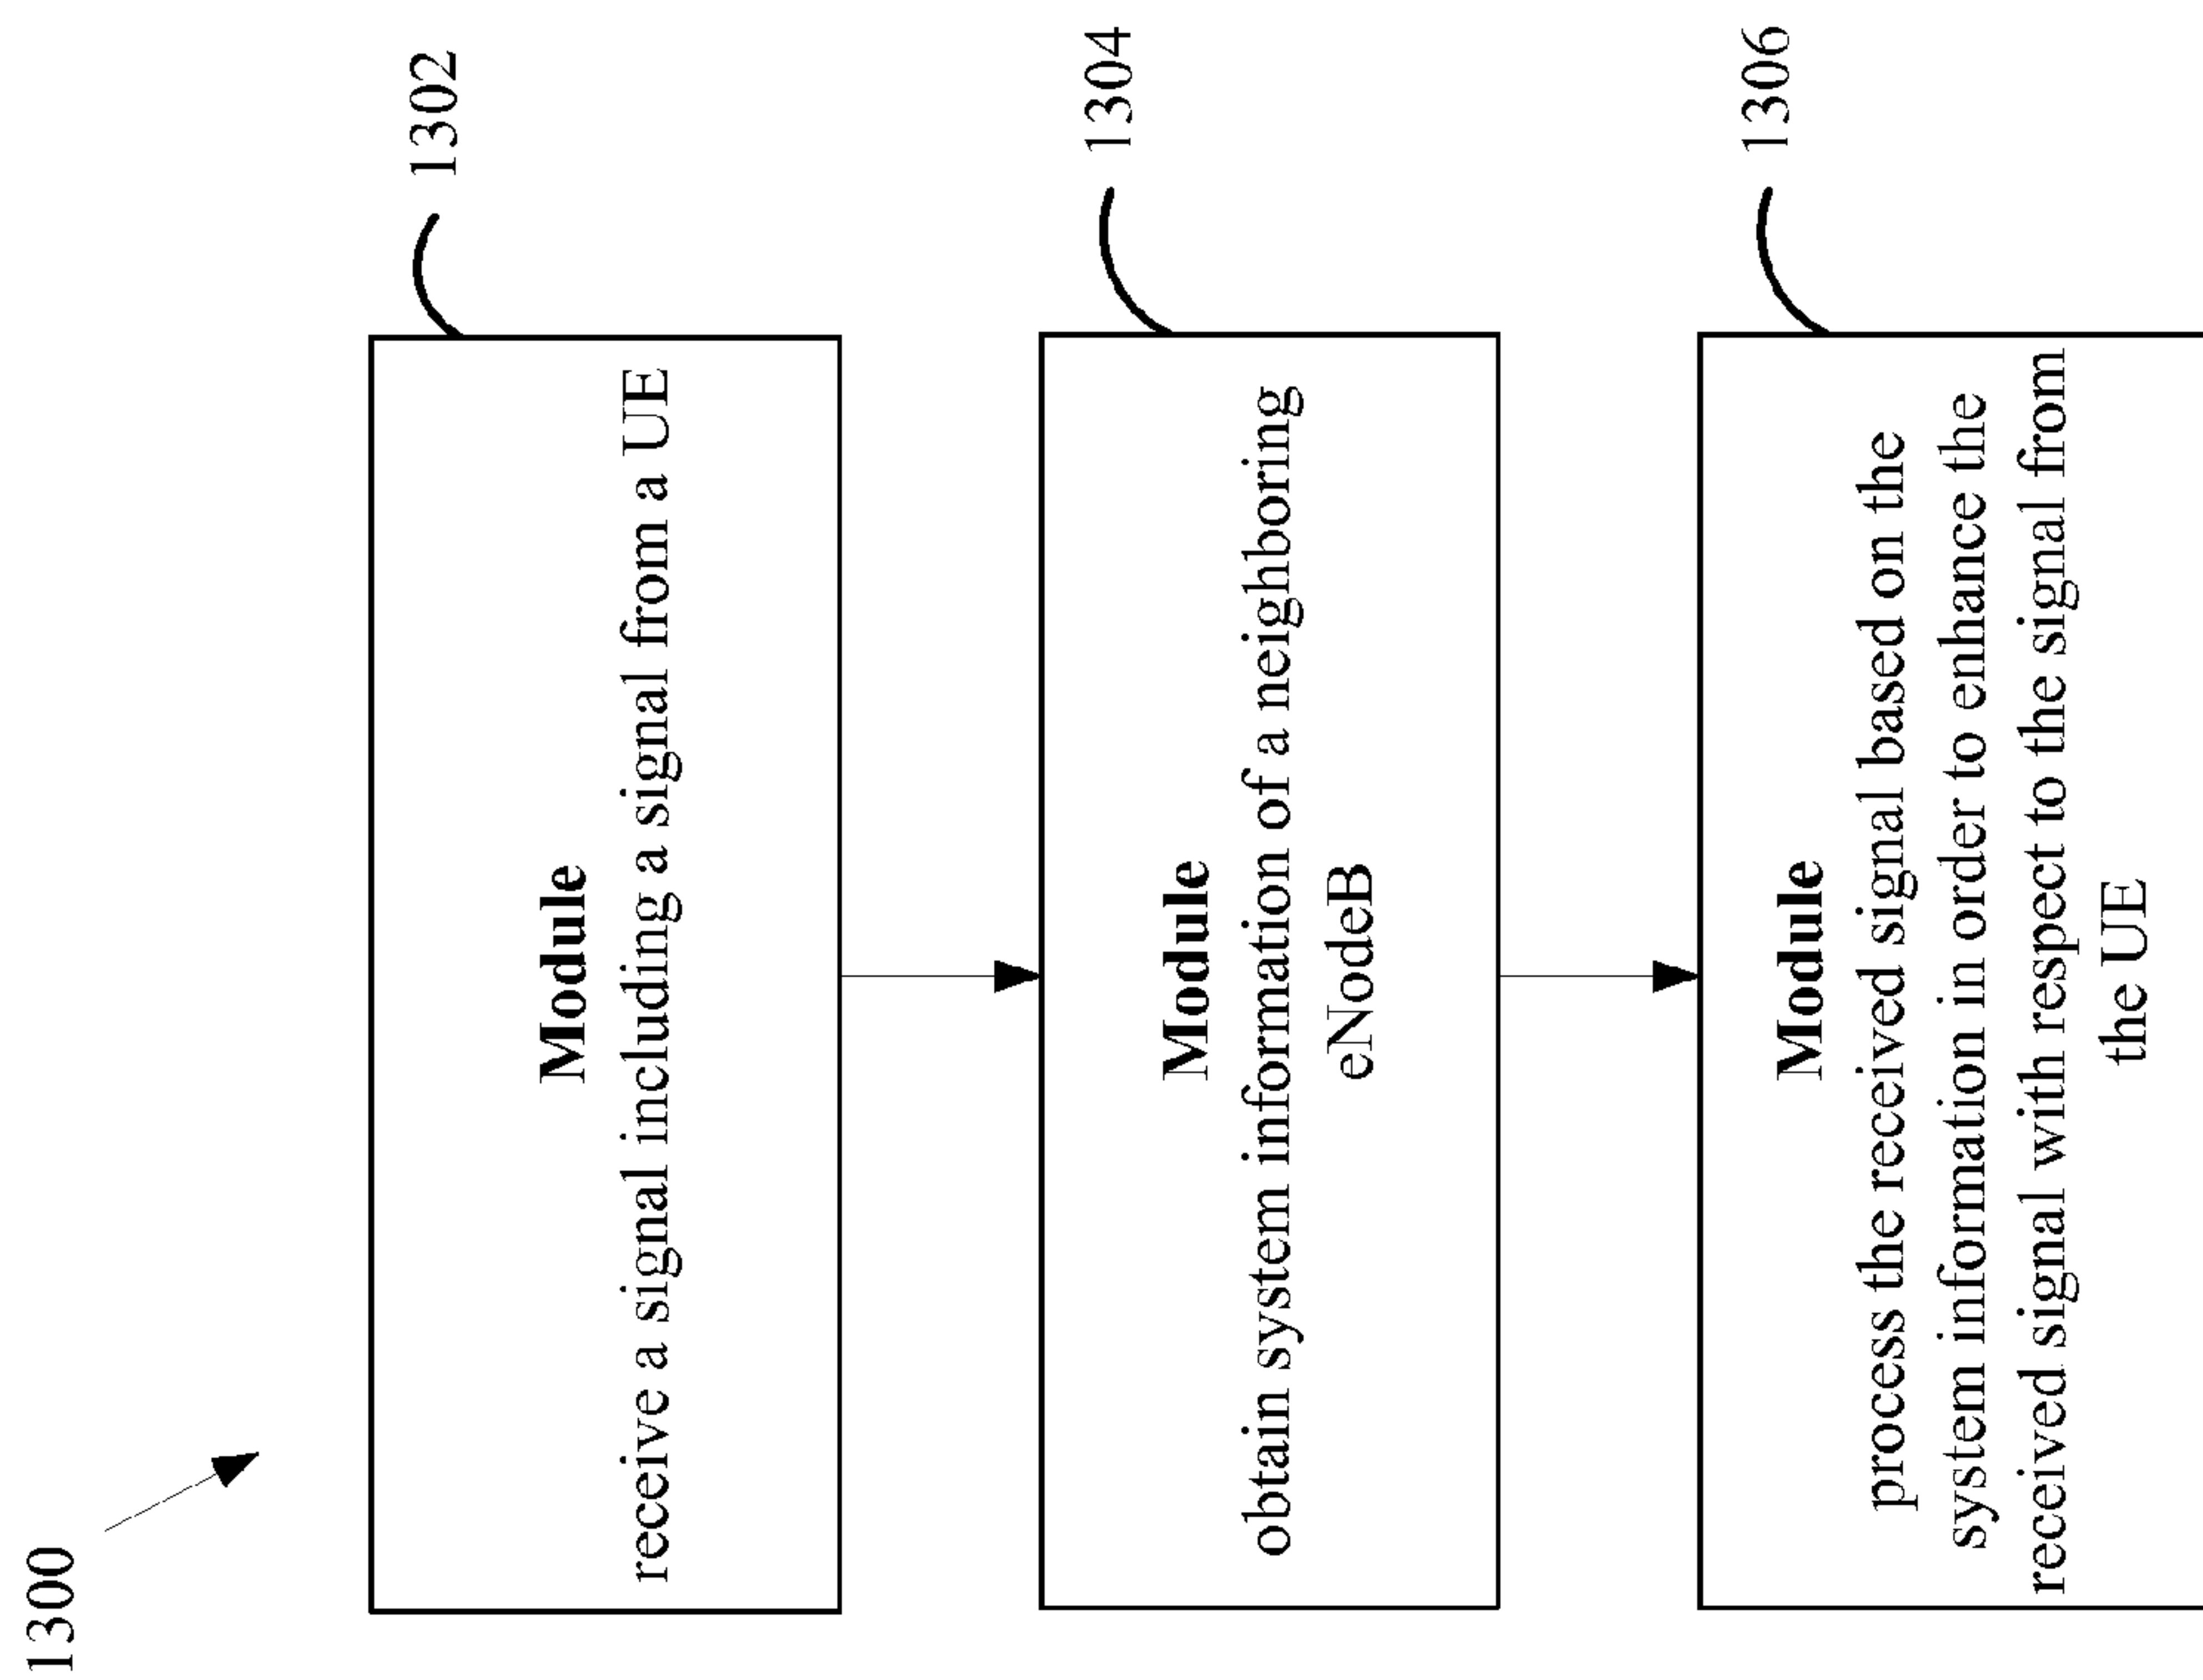 1300
1302
Module
receive a signal including a signal from a UE
1304
Module
obtain system information of a neighboring
eNodeB
1306
Module
process the received signal based on the
system information in order to enhance the
received signal with respect to the signal from
the UE